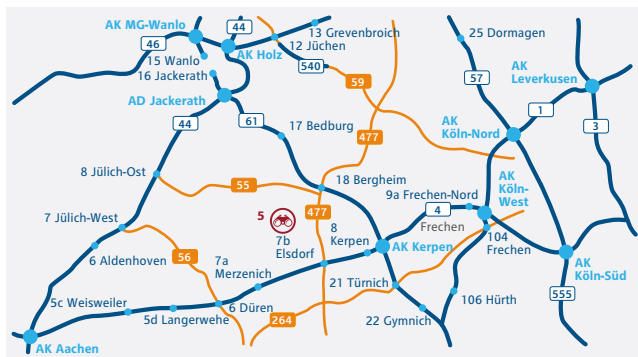 AK MG-Wanlo
44
13 Grevenbroich
25 Dormagen
46
12 Jüchen
15 Wanlo
AK Holz
16 Jackerath
540
AK
Leverkusen
59
57
AD Jackerath
1
44
61
3
17 Bedburg
477
AK
Köln-Nord
8 Jülich-Ost
55
18 Bergheim
AK
Köln-
West
9a Frechen-Nord
5
477
4
7 Jülich-West
Frechen
7b
Elsdorf
8
Kerpen
AK Kerpen
104
Frechen
6 Aldenhoven
56
7a
Merzenich
AK
Köln-Süd
21 Türnich
5c Weisweiler
6 Düren
106 Hürth
555
5d Langerwehe
264
22 Gymnich
AK Aachen